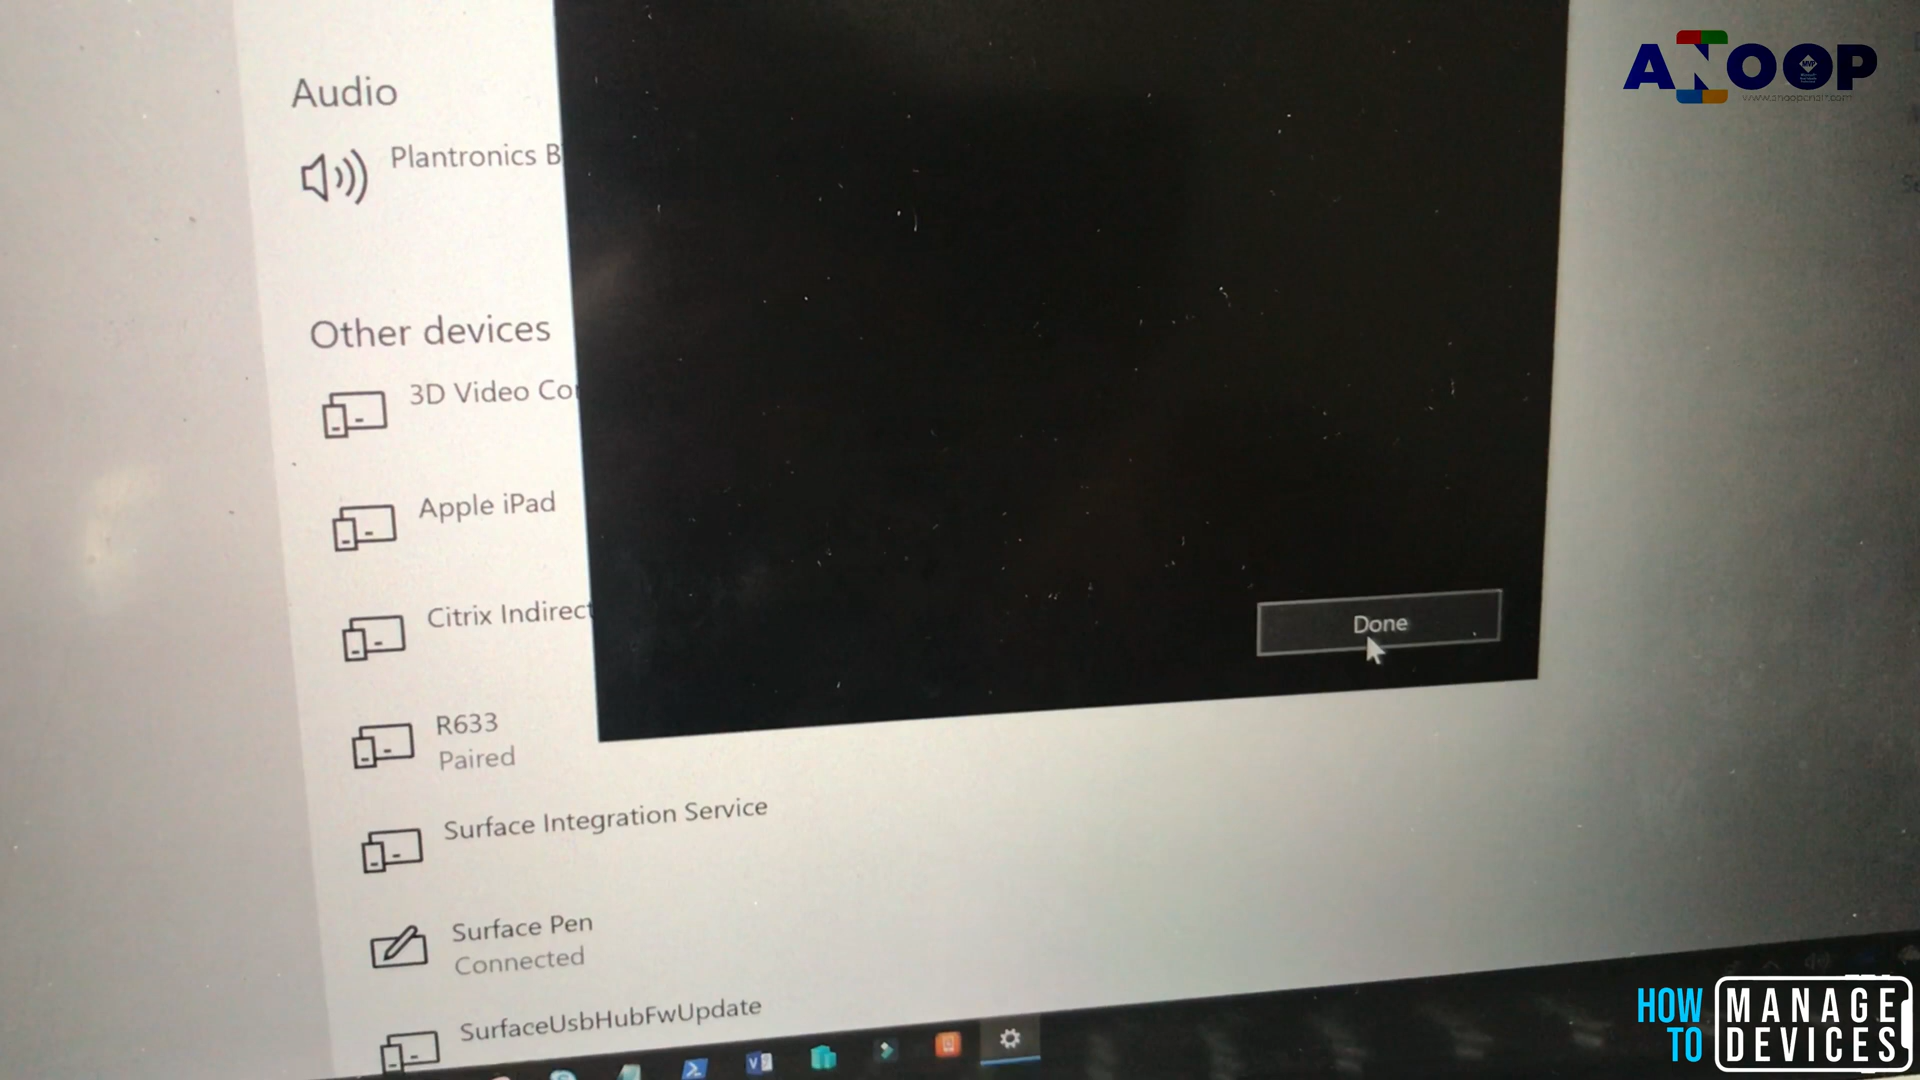 Audio
Plantronics B
Other devices
3D Video Co
Apple iPad
Citrix Indirect
R633
Paired
Surface Integration Service
Surface Pen
Connected
SurfaceUsbHubFwUpdate
Done
ANOOP
MVP
HOW
TO
MANAGE
DEVICES